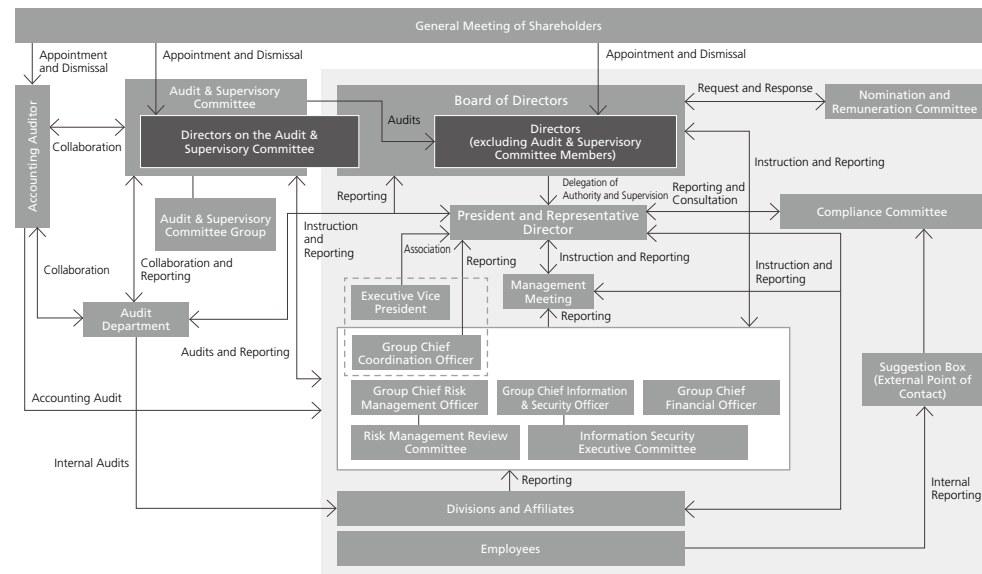 General Meeting of Shareholders
Appointment
and Dismissal
Appointment and Dismissal
Appointment and Dismissal
Accounting Auditor
Audit & Supervisory
Committee
Directors on the Audit &
Supervisory Committee
Audits
Board of Directors
Directors
(excluding Audit & Supervisory
Committee Members)
Request and Response
Nomination and
Remuneration Committee
Collaboration
Instruction and Reporting
Reporting
Delegation of
Authority and Supervision
Reporting and
Consultation
Audit & Supervisory
Committee Group
President and Representative
Director
Compliance Committee
Instruction
and
Reporting
Association
Reporting
Instruction and Reporting
Collaboration
Collaboration and
Reporting
Instruction and
Reporting
Executive Vice
President
Management
Meeting
Audit
Department
Reporting
Audits and Reporting
Group Chief
Coordination Officer
Suggestion Box
(External Point of
Contact)
Accounting Audit
Group Chief Risk
Management Officer
Group Chief Information
& Security Officer
Group Chief
Financial Officer
Risk Management Review
Committee
Information Security
Executive Committee
Internal Audits
Reporting
Internal
Reporting
Divisions and Affiliates
Employees